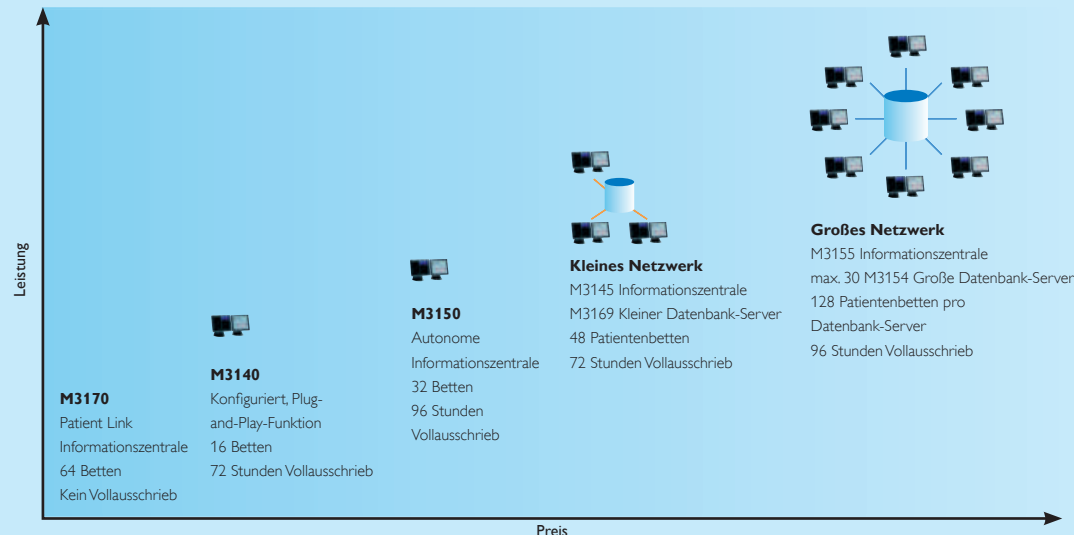 Leistung
M3170
Patient Link
Informationszentrale
64 Betten
Kein Vollausschrieb
M3140
Konfiguriert, Plug-
and-Play-Funktion
16 Betten
72 Stunden Vollausschrieb
M3150
Autonome
Informationszentrale
32 Betten
96 Stunden
Vollausschrieb
Kleines Netzwerk
M3145 Informationszentrale
M3169 Kleiner Datenbank-Server
48 Patientenbetten
72 Stunden Vollausschrieb
Großes Netzwerk
M3155 Informationszentrale
max. 30 M3154 Große Datenbank-Server
128 Patientenbetten pro
Datenbank-Server
96 Stunden Vollausschrieb
Preis